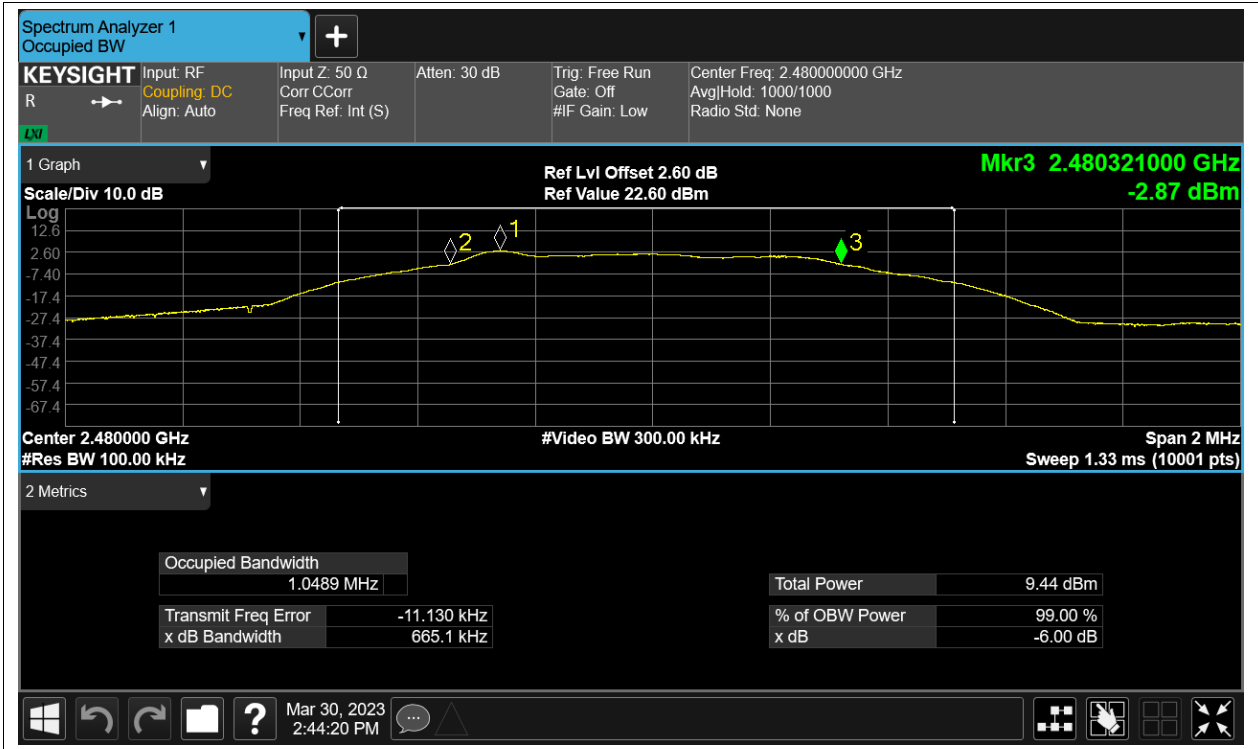 Spectrum Analyzer 1
Occupied BW
KEYSIGHT
R
LXI
Input: RF
Coupling: DC
Align: Auto
Input Z: 50 Ω
Corr CCorr
Freq Ref: Int (S)
Atten: 30 dB
Trig: Free Run
Gate: Off
#IF Gain: Low
Center Freq: 2.480000000 GHz
Avg|Hold: 1000/1000
Radio Std: None
1 Graph
Scale/Div 10.0 dB
Ref Lvl Offset 2.60 dB
Ref Value 22.60 dBm
Mkr3 2.480321000 GHz
-2.87 dBm
Log
12.6
2.60
-7.40
-17.4
-27.4
-37.4
-47.4
-57.4
-67.4
2
1
3
Center 2.480000 GHz
#Res BW 100.00 kHz
#Video BW 300.00 kHz
Span 2 MHz
Sweep 1.33 ms (10001 pts)
2 Metrics
Occupied Bandwidth
1.0489 MHz
Transmit Freq Error -11.130 kHz
x dB Bandwidth 665.1 kHz
Total Power 9.44 dBm
% of OBW Power 99.00 %
x dB -6.00 dB
?
Mar 30, 2023
2:44:20 PM